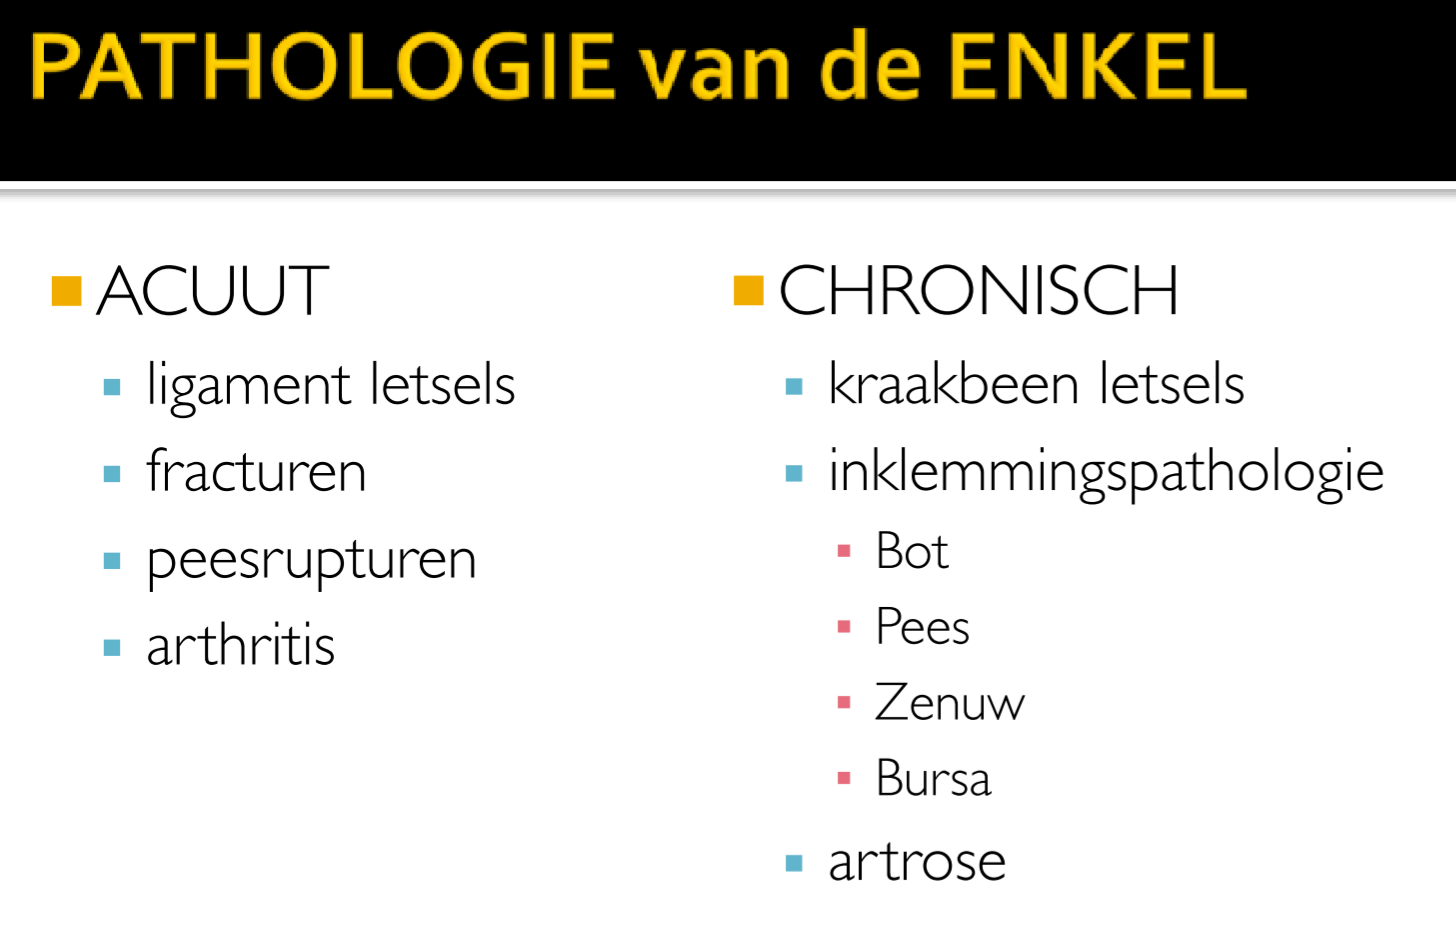 PATHOLOGIE van de ENKEL
ACUUT
ligament letsels
fracturen
peesrupturen
arthritis
CHRONISCH
kraakbeen letsels
inklemmingspathologie
Bot
Pees
Zenuw
Bursa
artrose